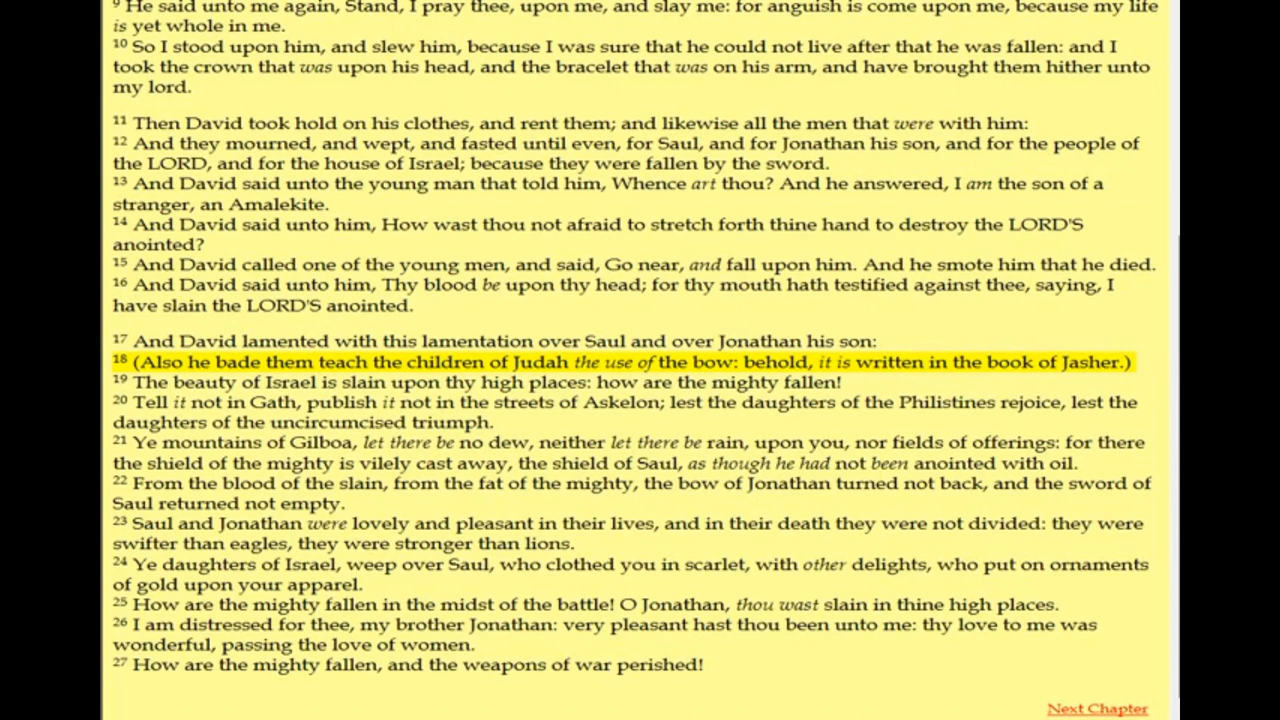 9 He said unto me again, Stand, I pray thee, upon me, and slay me: for anguish is come upon me, because my life
is yet whole in me.
10 So I stood upon him, and slew him, because I was sure that he could not live after that he was fallen: and I
took the crown that was upon his head, and the bracelet that was on his arm, and have brought them hither unto
my lord.
11 Then David took hold on his clothes, and rent them; and likewise all the men that were with him:
12 And they mourned, and wept, and fasted until even, for Saul, and for Jonathan his son, and for the people of
the LORD, and for the house of Israel; because they were fallen by the sword.
13 And David said unto the young man that told him, Whence art thou? And he answered, I am the son of a
stranger, an Amalekite.
14 And David said unto him, How wast thou not afraid to stretch forth thine hand to destroy the LORD'S
anointed?
15 And David called one of the young men, and said, Go near, and fall upon him. And he smote him that he died.
16 And David said unto him, Thy blood be upon thy head; for thy mouth hath testified against thee, saying, I
have slain the LORD'S anointed.
17 And David lamented with this lamentation over Saul and over Jonathan his son:
18 (Also he bade them teach the children of Judah the use of the bow: behold, it is written in the book of Jasher.)
19 The beauty of Israel is slain upon thy high places: how are the mighty fallen!
20 Tell it not in Gath, publish it not in the streets of Askelon; lest the daughters of the Philistines rejoice, lest the
daughters of the uncircumcised triumph.
21 Ye mountains of Gilboa, let there be no dew, neither let there be rain, upon you, nor fields of offerings: for there
the shield of the mighty is vilely cast away, the shield of Saul, as though he had not been anointed with oil.
22 From the blood of the slain, from the fat of the mighty, the bow of Jonathan turned not back, and the sword of
Saul returned not empty.
23 Saul and Jonathan were lovely and pleasant in their lives, and in their death they were not divided: they were
swifter than eagles, they were stronger than lions.
24 Ye daughters of Israel, weep over Saul, who clothed you in scarlet, with other delights, who put on ornaments
of gold upon your apparel.
25 How are the mighty fallen in the midst of the battle! O Jonathan, thou wast slain in thine high places.
26 I am distressed for thee, my brother Jonathan: very pleasant hast thou been unto me: thy love to me was
wonderful, passing the love of women.
27 How are the mighty fallen, and the weapons of war perished!
Next Chapter